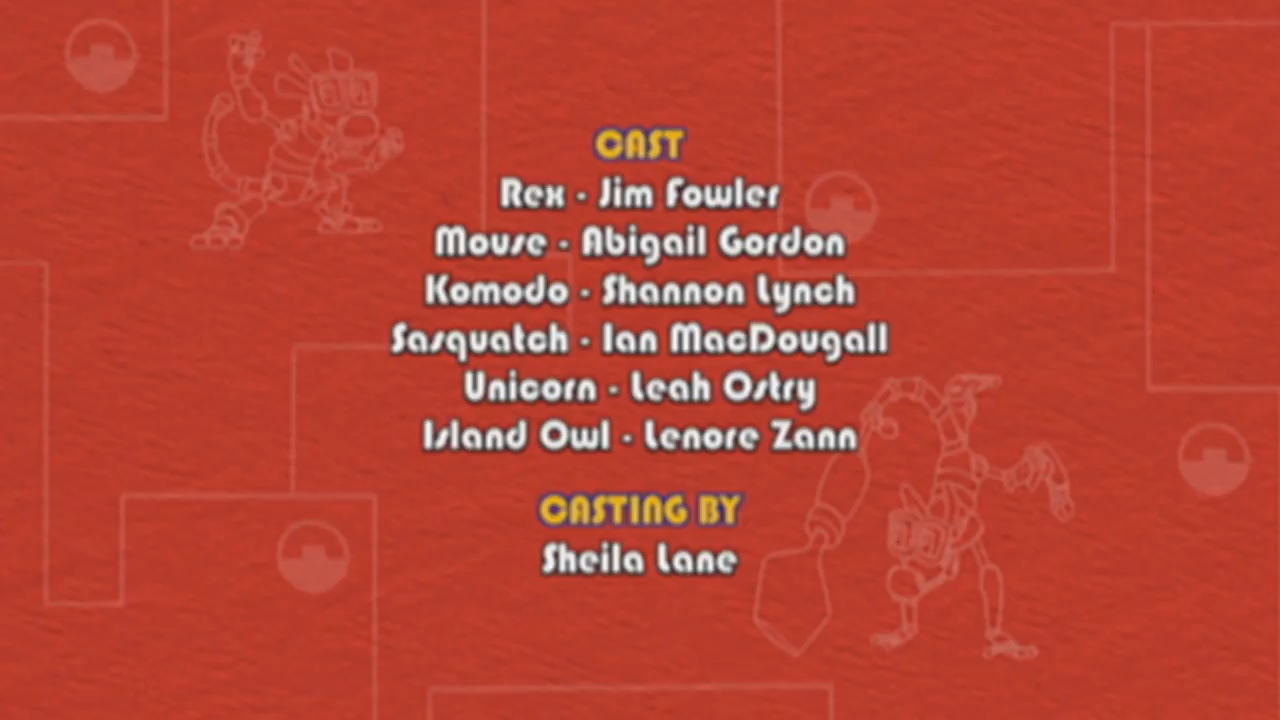 CAST
Rex - Jim Fowler
Mouse - Abigail Gordon
Komodo - Shannon Lynch
Sasquatch - Ian MacDougall
Unicorn - Leah Ostry
Island Owl - Lenore Zann
CASTING BY
Sheila Lane